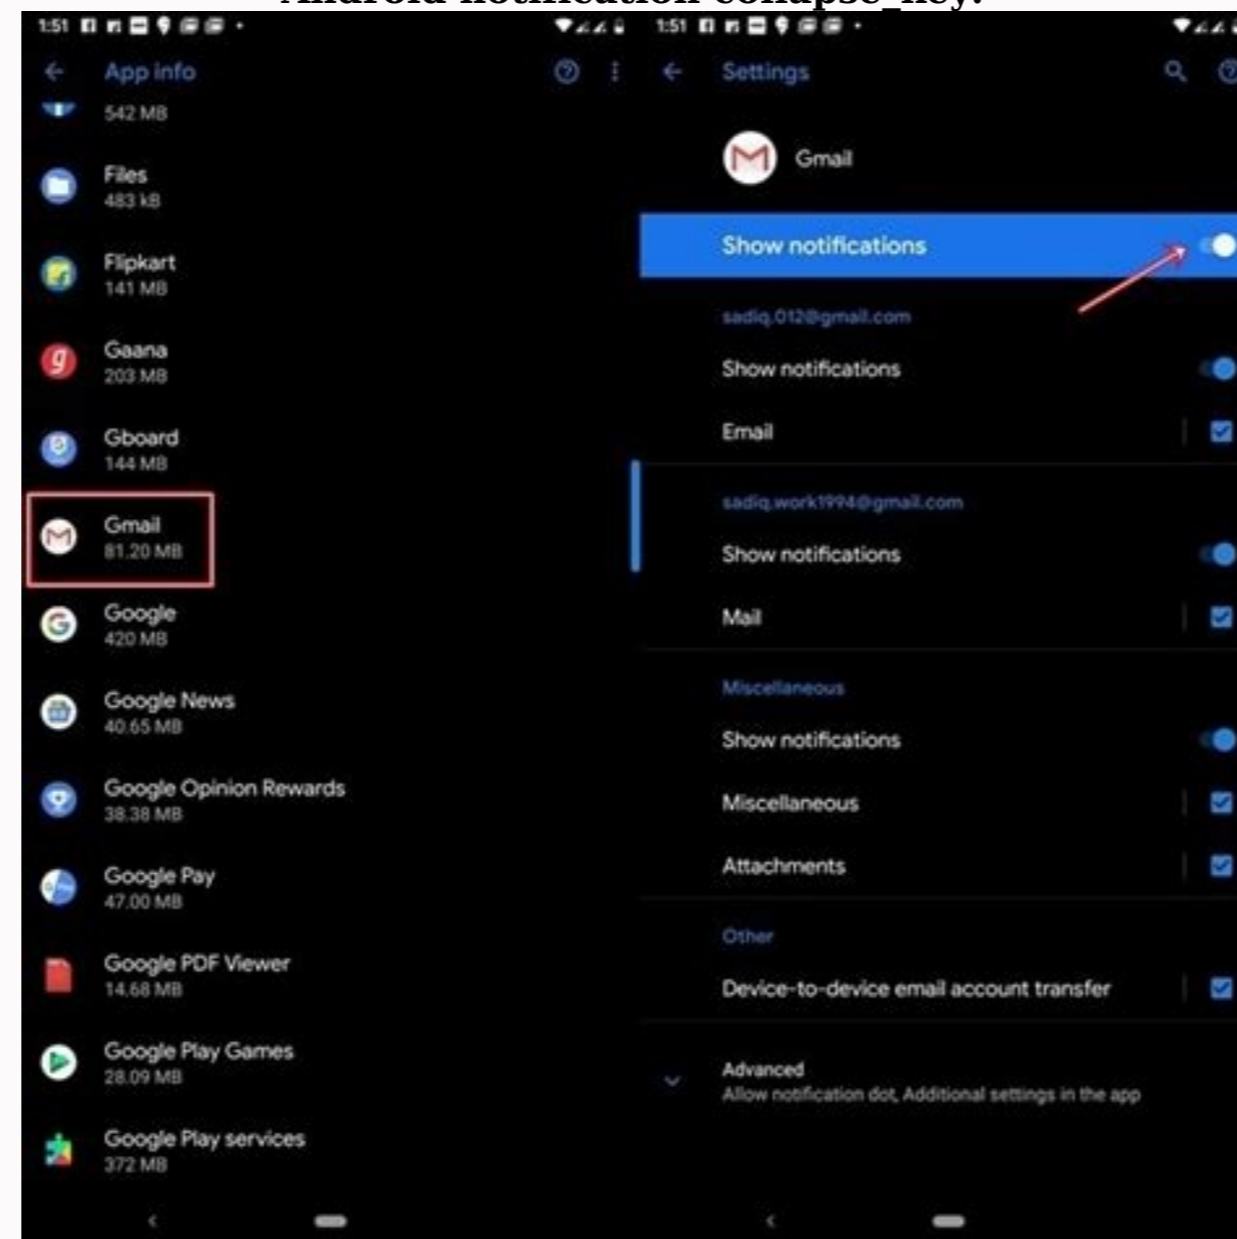 Android notification collapse_key.
1:51
App info
542 MB
Files
483 kB
Flipkart
141 MB
Gaana
203 MB
Gboard
144 MB
Gmail
81.20 MB
Google
420 MB
Google News
40.65 MB
Google Opinion Rewards
38.38 MB
Google Pay
47.00 MB
Google PDF Viewer
14.68 MB
Google Play Games
28.09 MB
Google Play services
372 MB
1:51
Settings
Gmail
Show notifications
sadiq.012@gmail.com
Show notifications
Email
sadiq.work1994@gmail.com
Show notifications
Mail
Miscellaneous
Show notifications
Miscellaneous
Attachments
Other
Device-to-device email account transfer
Advanced
Allow notification dot, Additional settings in the app